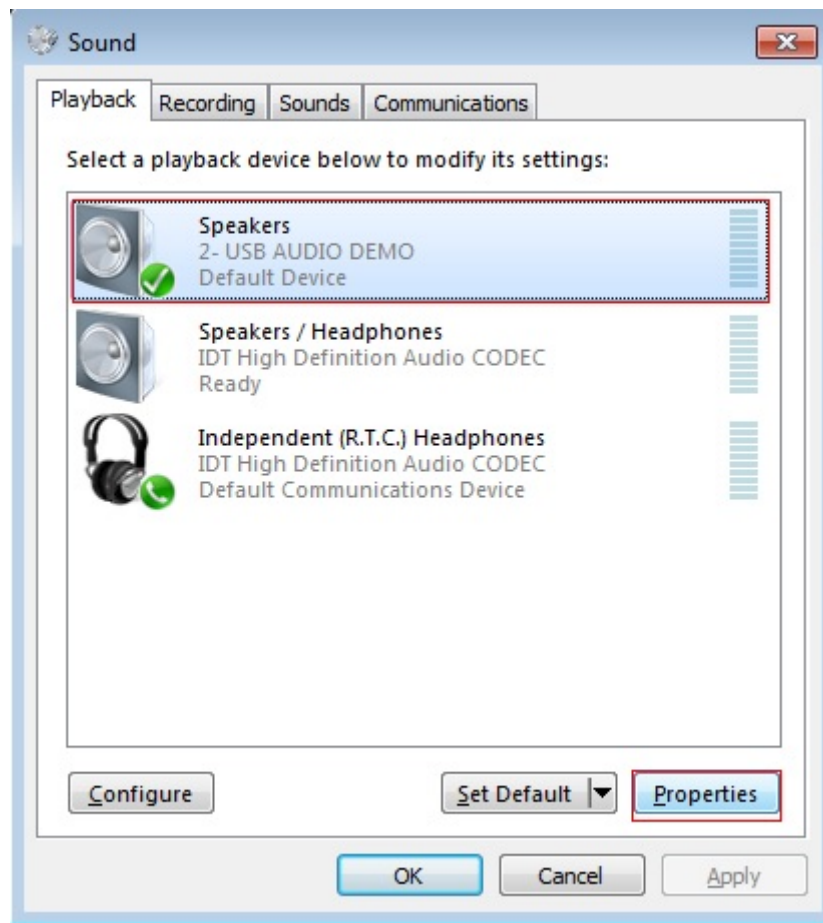 Sound
Playback Recording Sounds Communications
Select a playback device below to modify its settings:
Speakers
2- USB AUDIO DEMO
Default Device
Speakers / Headphones
IDT High Definition Audio CODEC
Ready
Independent (R.T.C.) Headphones
IDT High Definition Audio CODEC
Default Communications Device
Configure Set Default Properties
OK Cancel Apply